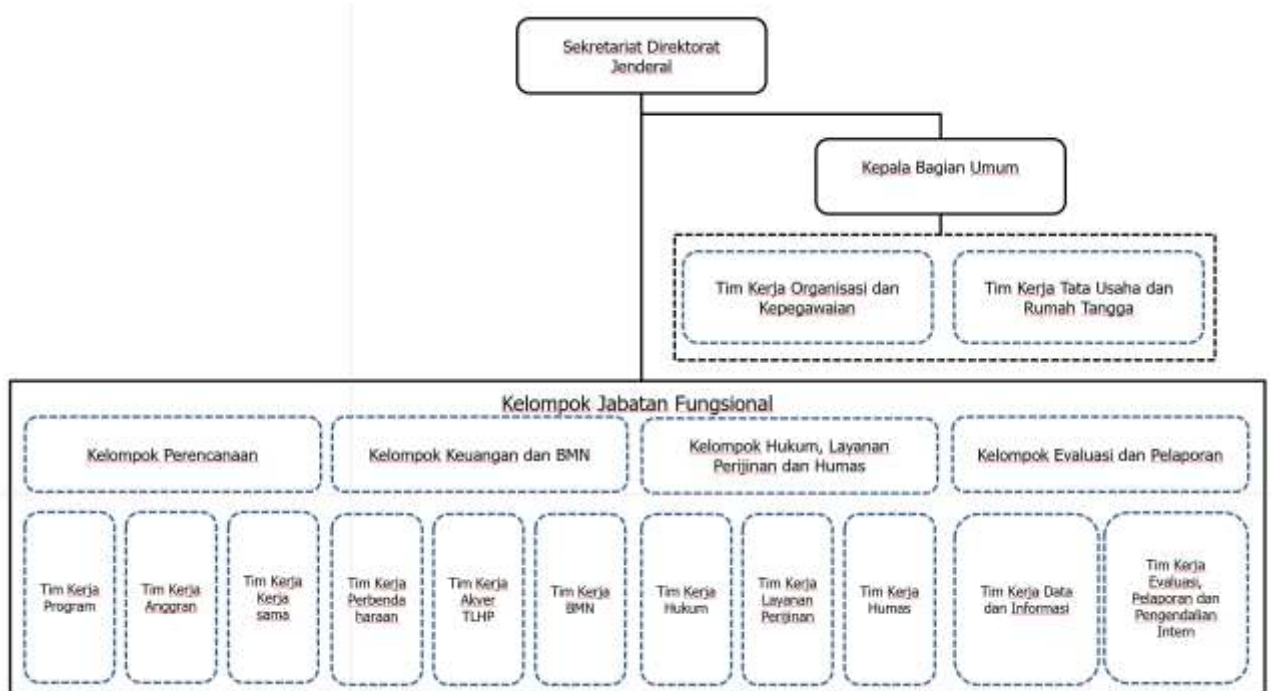 Sekretariat Direktorat
Jenderal
Kepala Bagian Umum
Tim Kerja Organisasi dan
Kepegawaian
Tim Kerja Tata Usaha dan
Rumah Tangga
Kelompok Jabatan Fungsional
Kelompok Perencanaan
Kelompok Keuangan dan BMN
Kelompok Hukum, Layanan
Perijinan dan Humas
Kelompok Evaluasi dan Pelaporan
Tim Kerja
Program
Tim Kerja
Anggran
Tim Kerja
Kerja
sama
Tim Kerja
Perbenda
haraan
Tim Kerja
Akver
TLHP
Tim Kerja
BMN
Tim Kerja
Hukum
Tim Kerja
Layanan
Perijinan
Tim Kerja
Humas
Tim Kerja Data
dan Informasi
Tim Kerja
Evaluasi,
Pelaporan dan
Pengendalian
Intern